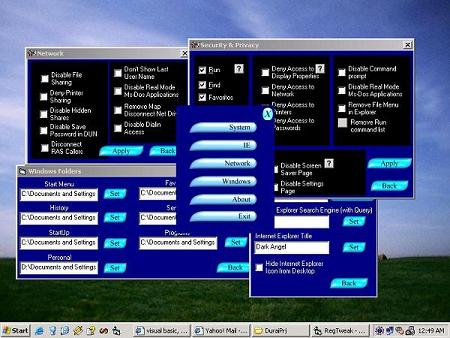 Network
Disable File
Sharing
Deny Printer
Sharing
Disable Hidden
Shares
Disable Save
Password in DUN
Disconnect
RAS Callers
Don't Show Last
User Name
Disable Real Mode
Ms-Dos Applications
Remove Map
Disconnect Net Dri
Disable Dialin
Access
Apply
Back
Security & Privacy
Run
?
Find
Favorites
Deny Access to
Display Properties
?
Deny Access to
Network
Deny Access to
Printers
Deny Access to
Passwords
Disable Command
prompt
Disable Real Mode
Ms-Dos Applications
Remove File Menu
in Explorer
Remove Run
command list
Disable Screen
Saver Page
?
Disable Settings
Page
Apply
Back
X
System
IE
Network
Windows
About
Exit
Windows Folders
Start Menu
C:\Documents and Settings
Set
History
C:\Documents and Settings
Set
StartUp
C:\Documents and Settings
Set
Personal
D:\Documents and Settings
Set
Fav
C:\Documents and
Sen
C:\Documents and
Programs
C:\Documents and Settings
Set
Back
Explorer Search Engine (with Query)
Set
Internet Explorer Title
Dark Angel
Set
Hide Internet Explorer
Icon from Desktop
Back
Start
visual basic, ...
Yahoo! Mail - ...
DuraiPrj
RegTweak - ...
12:49 AM